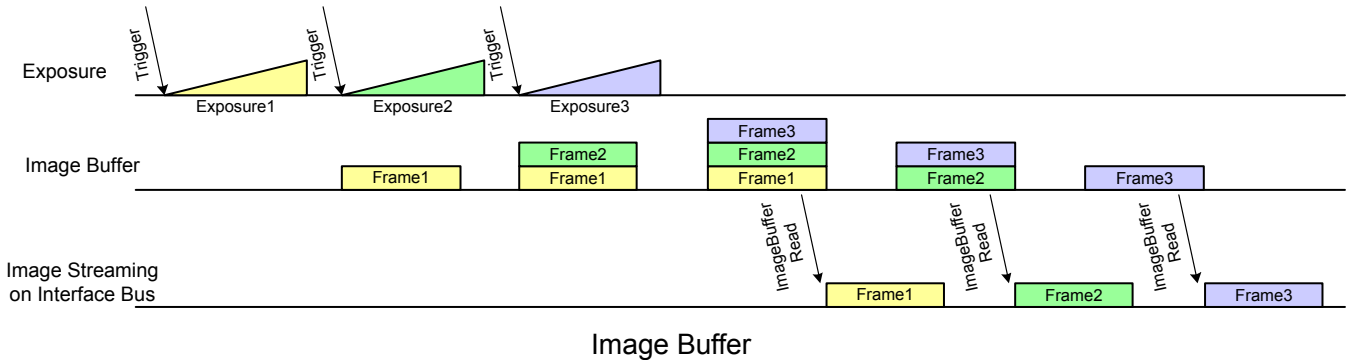 Trigger
Trigger
Trigger
Exposure
Exposure1
Exposure2
Exposure3
Image Buffer
Frame1
Frame2
Frame1
Frame3
Frame2
Frame1
Frame3
Frame2
Frame3
ImageBuffer
Read
ImageBuffer
Read
ImageBuffer
Read
Image Streaming
on Interface Bus
Frame1
Frame2
Frame3
Image Buffer